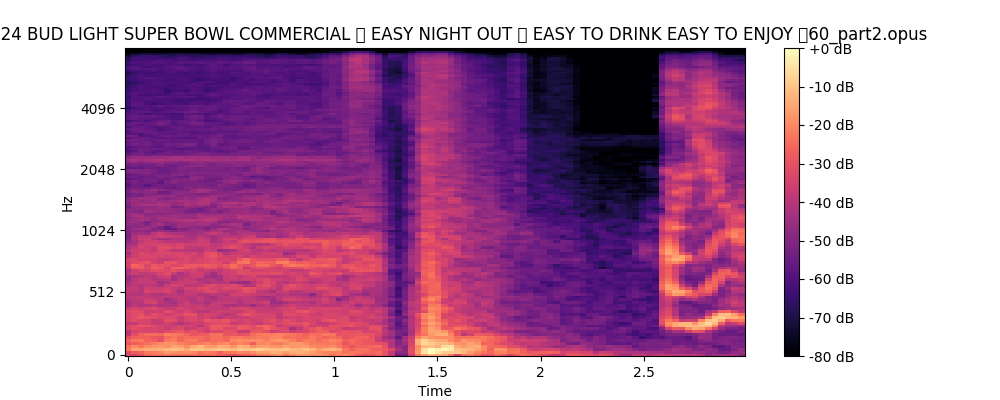 24 BUD LIGHT SUPER BOWL COMMERCIAL  EASY NIGHT OUT  EASY TO DRINK EASY TO ENJOY  60_part2.opus
+0 dB
4096
-10 dB
-20 dB
2048
-30 dB
Hz
1024
-40 dB
-50 dB
512
-60 dB
-70 dB
0
-80 dB
0 0.5 1 1.5 2 2.5
Time